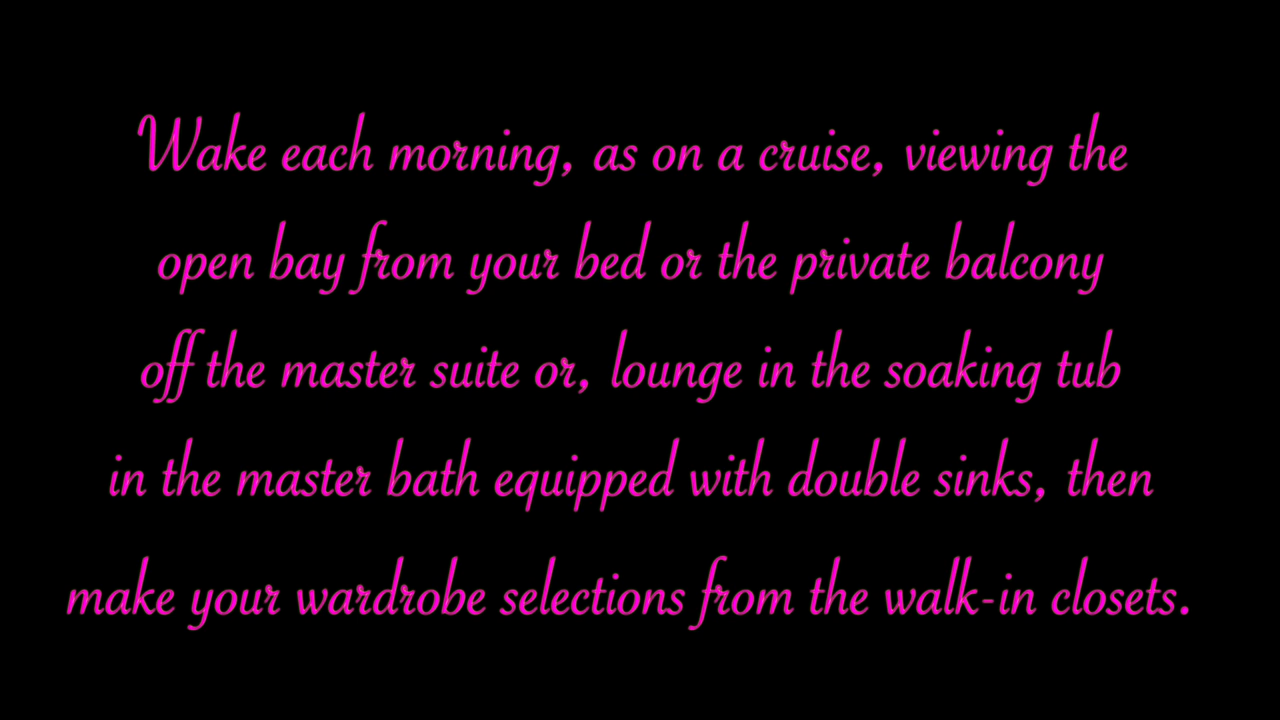 Wake each morning, as on a cruise, viewing the
open bay from your bed or the private balcony
off the master suite or, lounge in the soaking tub
in the master bath equipped with double sinks, then
make your wardrobe selections from the walk-in closets.